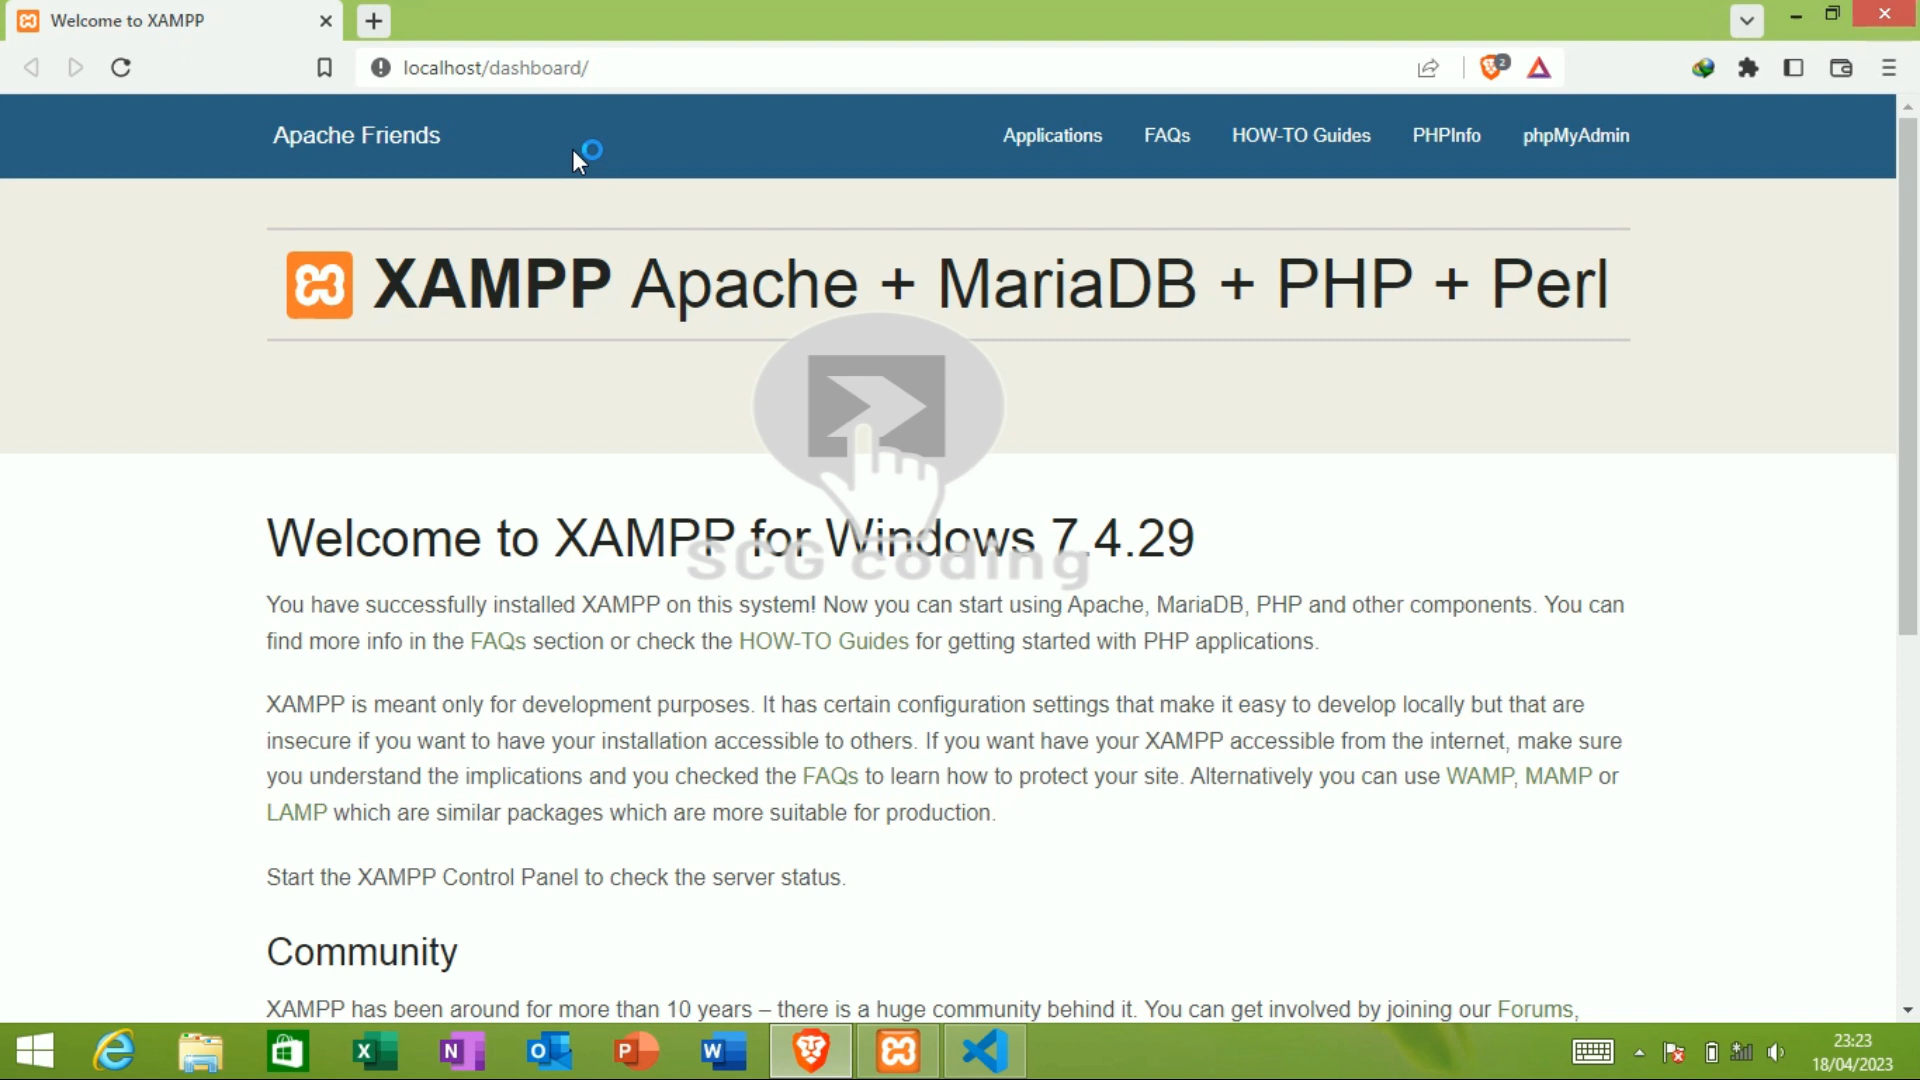 Welcome to XAMPP
localhost/dashboard/
2
Apache Friends
Applications
FAQs
HOW-TO Guides
PHPInfo
phpMyAdmin
XAMPP Apache + MariaDB + PHP + Perl
Welcome to XAMPP for Windows 7.4.29
SCG coding
You have successfully installed XAMPP on this system! Now you can start using Apache, MariaDB, PHP and other components. You can
find more info in the FAQs section or check the HOW-TO Guides for getting started with PHP applications.
XAMPP is meant only for development purposes. It has certain configuration settings that make it easy to develop locally but that are
insecure if you want to have your installation accessible to others. If you want have your XAMPP accessible from the internet, make sure
you understand the implications and you checked the FAQs to learn how to protect your site. Alternatively you can use WAMP, MAMP or
LAMP which are similar packages which are more suitable for production.
Start the XAMPP Control Panel to check the server status.
Community
XAMPP has been around for more than 10 years – there is a huge community behind it. You can get involved by joining our Forums,
23:23
18/04/2023